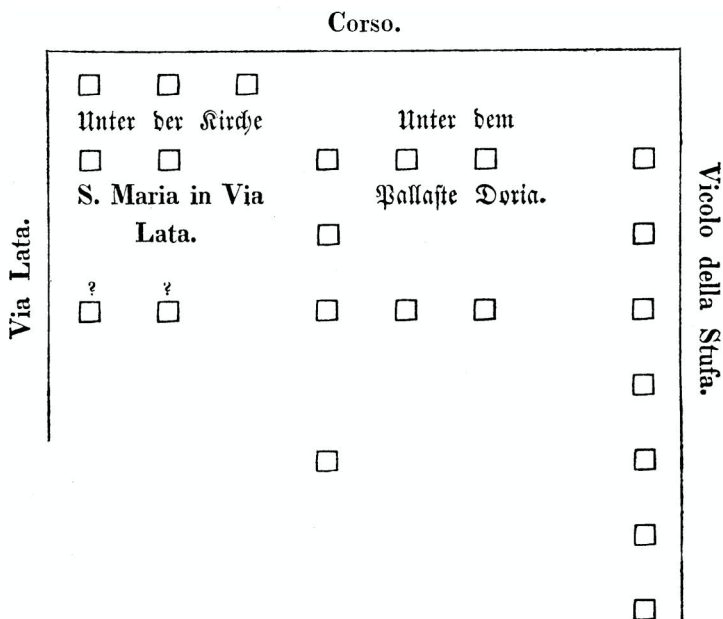 Corso.
Unter der Kirche
S. Maria in Via
Lata.
Unter dem
Pallaste Doria.
? ?
Via Lata.
Vicolo della Stufa.